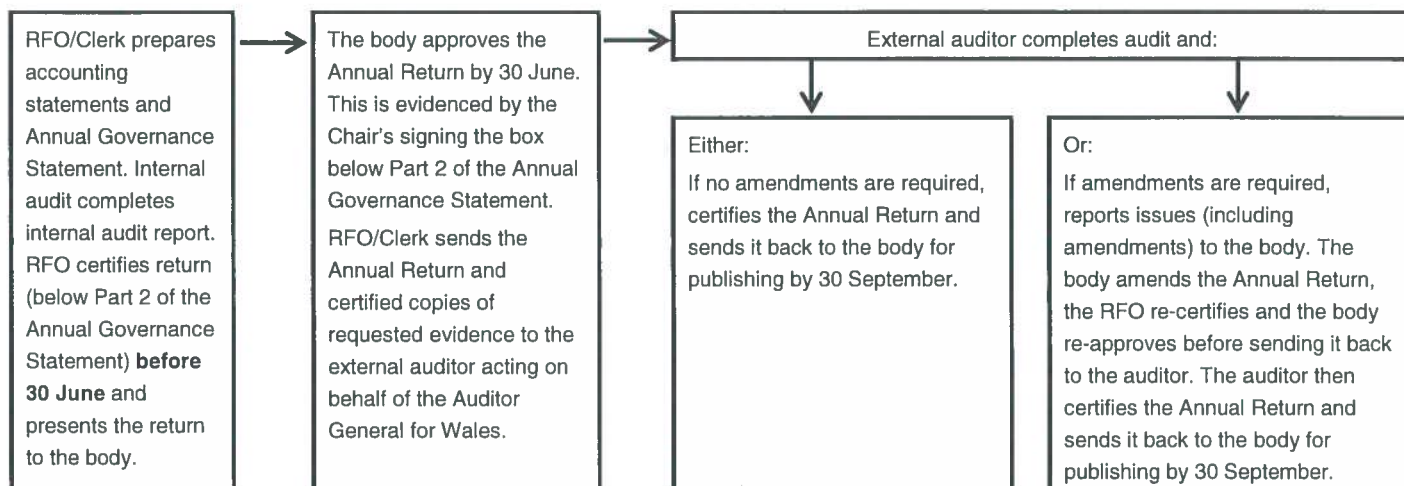 RFO/Clerk prepares
accounting
statements and
Annual Governance
Statement. Internal
audit completes
internal audit report.
RFO certifies return
(below Part 2 of the
Annual Governance
Statement) before
30 June and
presents the return
to the body.
The body approves the
Annual Return by 30 June.
This is evidenced by the
Chair's signing the box
below Part 2 of the Annual
Governance Statement.
RFO/Clerk sends the
Annual Return and
certified copies of
requested evidence to the
external auditor acting on
behalf of the Auditor
General for Wales.
External auditor completes audit and:
Either:
If no amendments are required,
certifies the Annual Return and
sends it back to the body for
publishing by 30 September.
Or:
If amendments are required,
reports issues (including
amendments) to the body. The
body amends the Annual Return,
the RFO re-certifies and the body
re-approves before sending it back
to the auditor. The auditor then
certifies the Annual Return and
sends it back to the body for
publishing by 30 September.